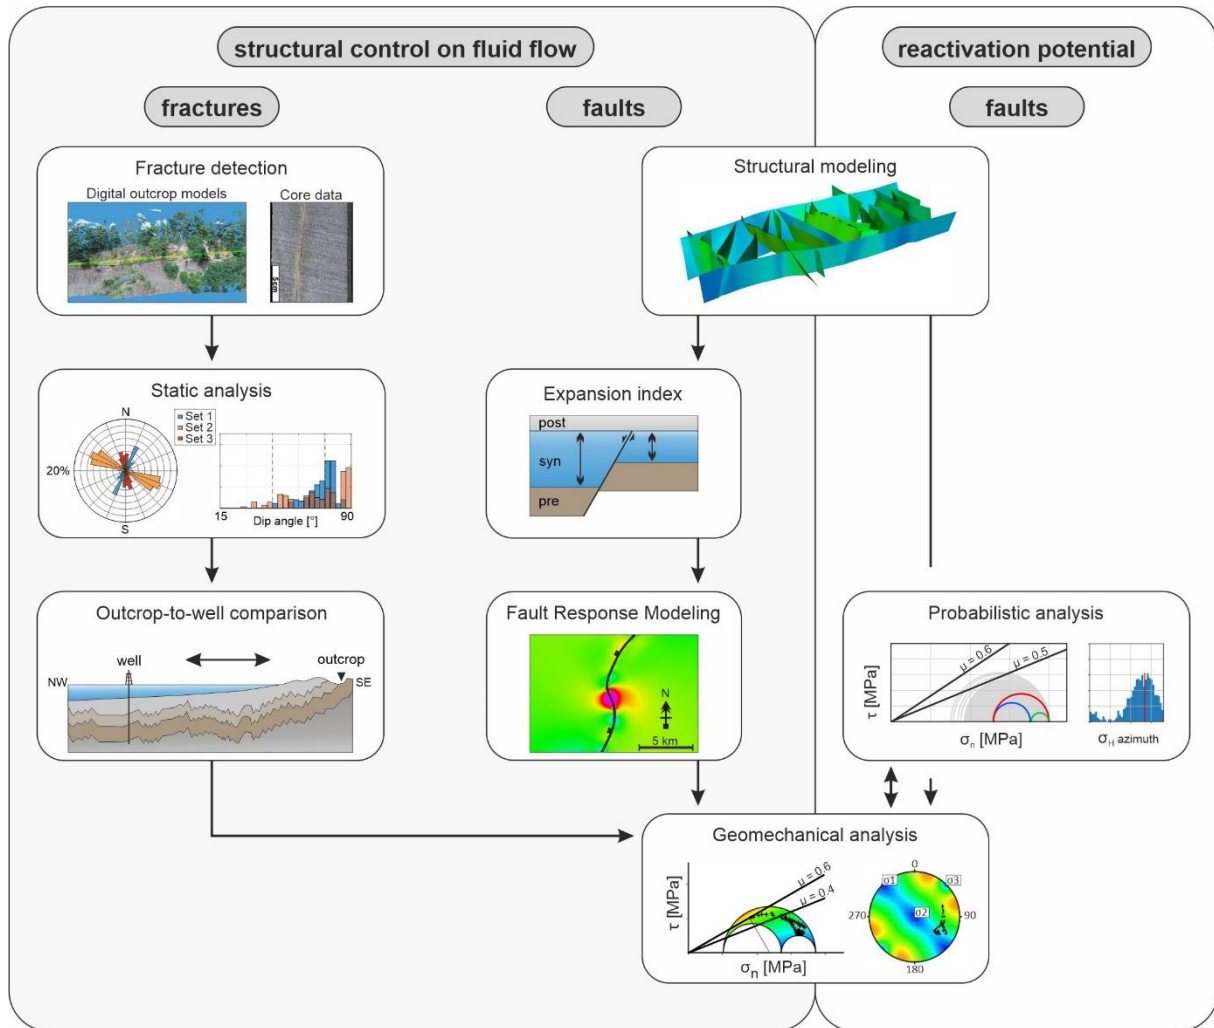 structural control on fluid flow
reactivation potential
fractures
faults
faults
Fracture detection
Digital outcrop models
Core data
5cm
Structural modeling
Static analysis
N
Set 1
Set 2
Set 3
20%
S
15
90
Dip angle [°]
Expansion index
post
syn
pre
Outcrop-to-well comparison
well
outcrop
NW
SE
Fault Response Modeling
N
5 km
Probabilistic analysis
μ = 0.6
μ = 0.5
τ [MPa]
σn [MPa]
σH azimuth
Geomechanical analysis
μ = 0.6
μ = 0.4
τ [MPa]
σn [MPa]
0
σ1
σ3
σ2
270
90
180